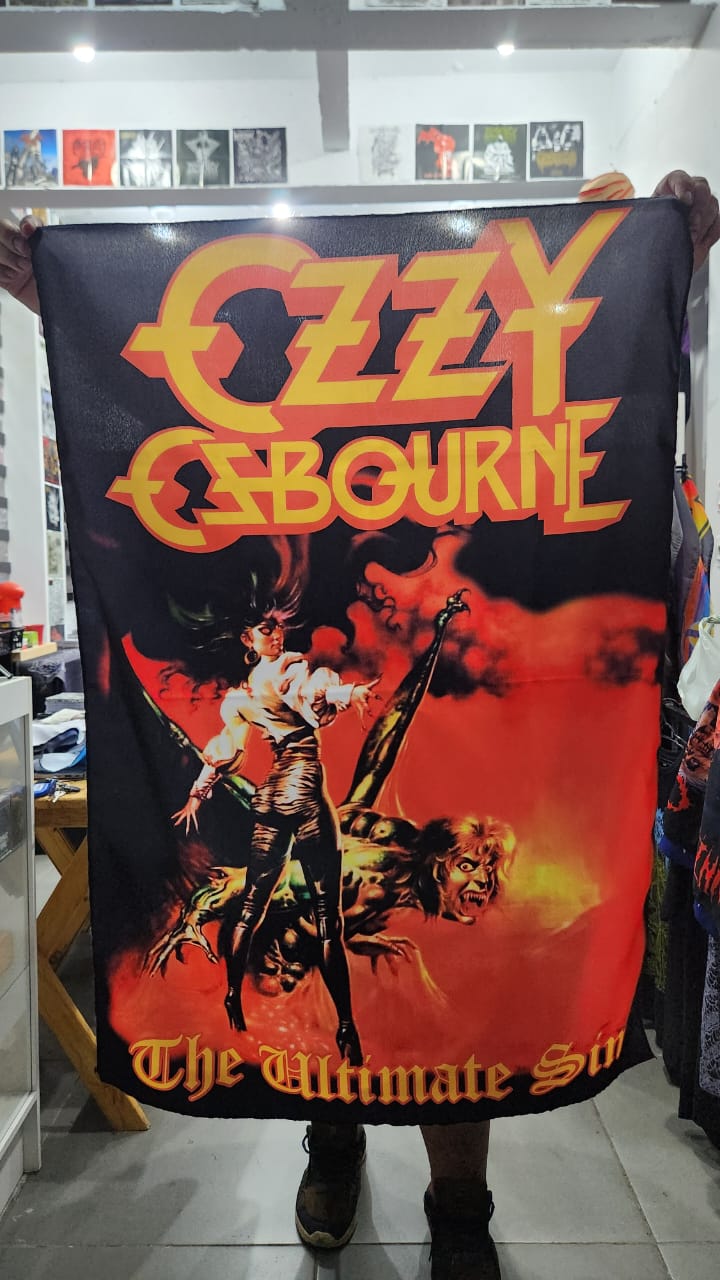 OZZY
OSBOURNE
The Ultimate Sin